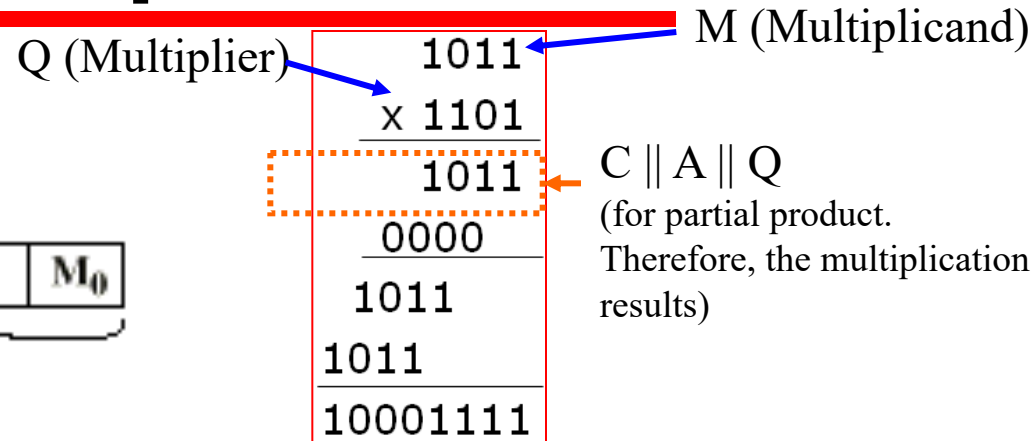 Q (Multiplier)
M (Multiplicand)
1011
x 1101
1011
0000
1011
1011
10001111
C || A || Q
(for partial product.
Therefore, the multiplication
results)
M0